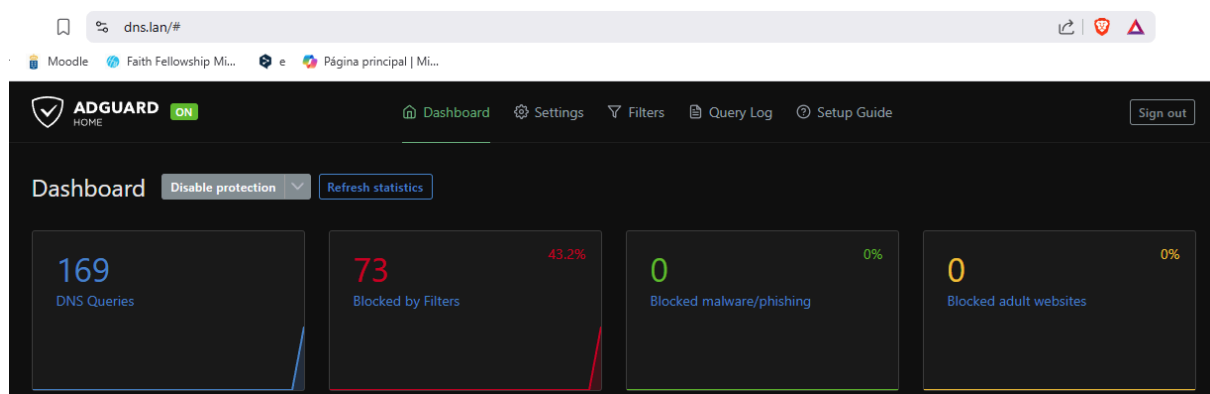 dns.lan/#
Moodle Faith Fellowship Mi... e Página principal | Mi...
ADGUARD ON
HOME
Dashboard Settings Filters Query Log Setup Guide Sign out
Dashboard Disable protection Refresh statistics
169 73 43.2% 0 0% 0 0%
DNS Queries Blocked by Filters Blocked malware/phishing Blocked adult websites